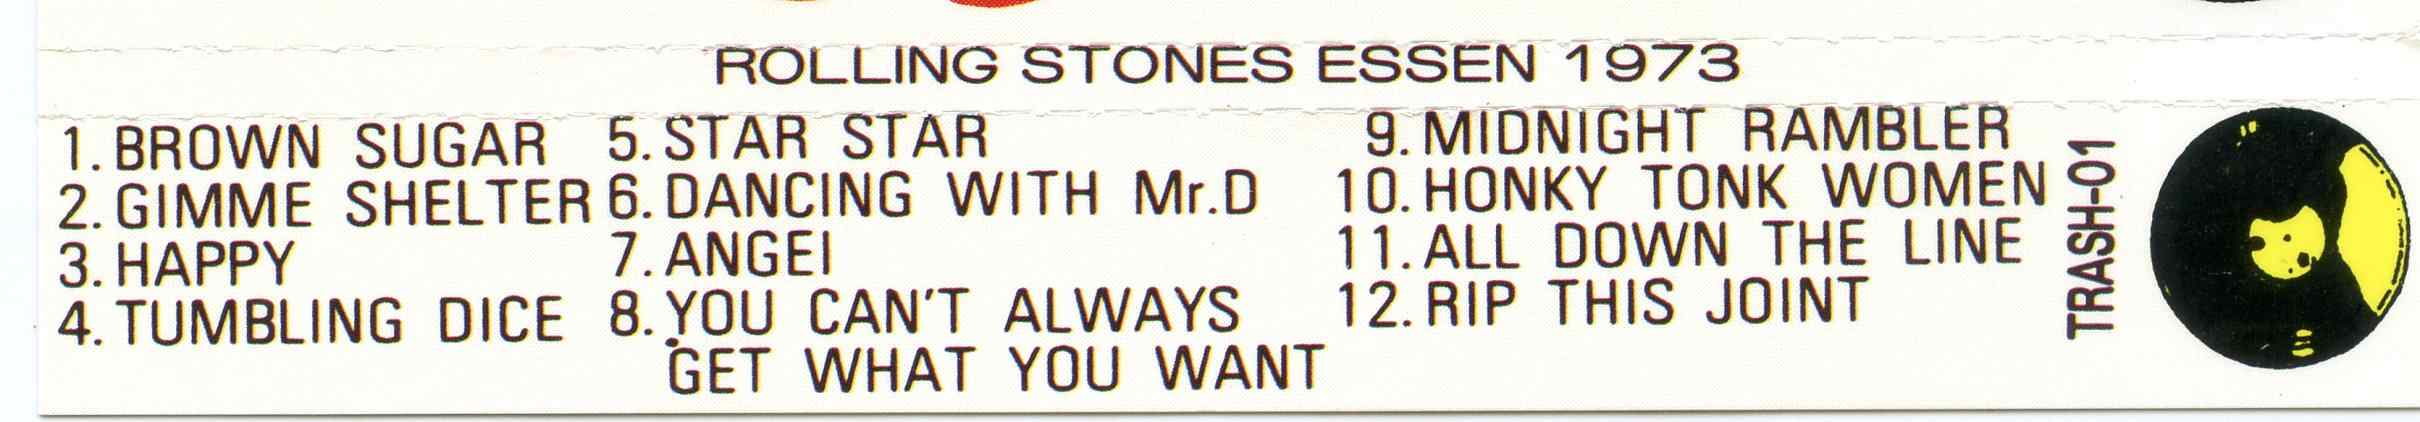 ROLLING STONES ESSEN 1973
1. BROWN SUGAR
2. GIMME SHELTER
3. HAPPY
4. TUMBLING DICE
5. STAR STAR
6. DANCING WITH Mr.D
7. ANGEI
8. YOU CAN'T ALWAYS
GET WHAT YOU WANT
9. MIDNIGHT RAMBLER
10. HONKY TONK WOMEN
11. ALL DOWN THE LINE
12. RIP THIS JOINT
TRASH-01